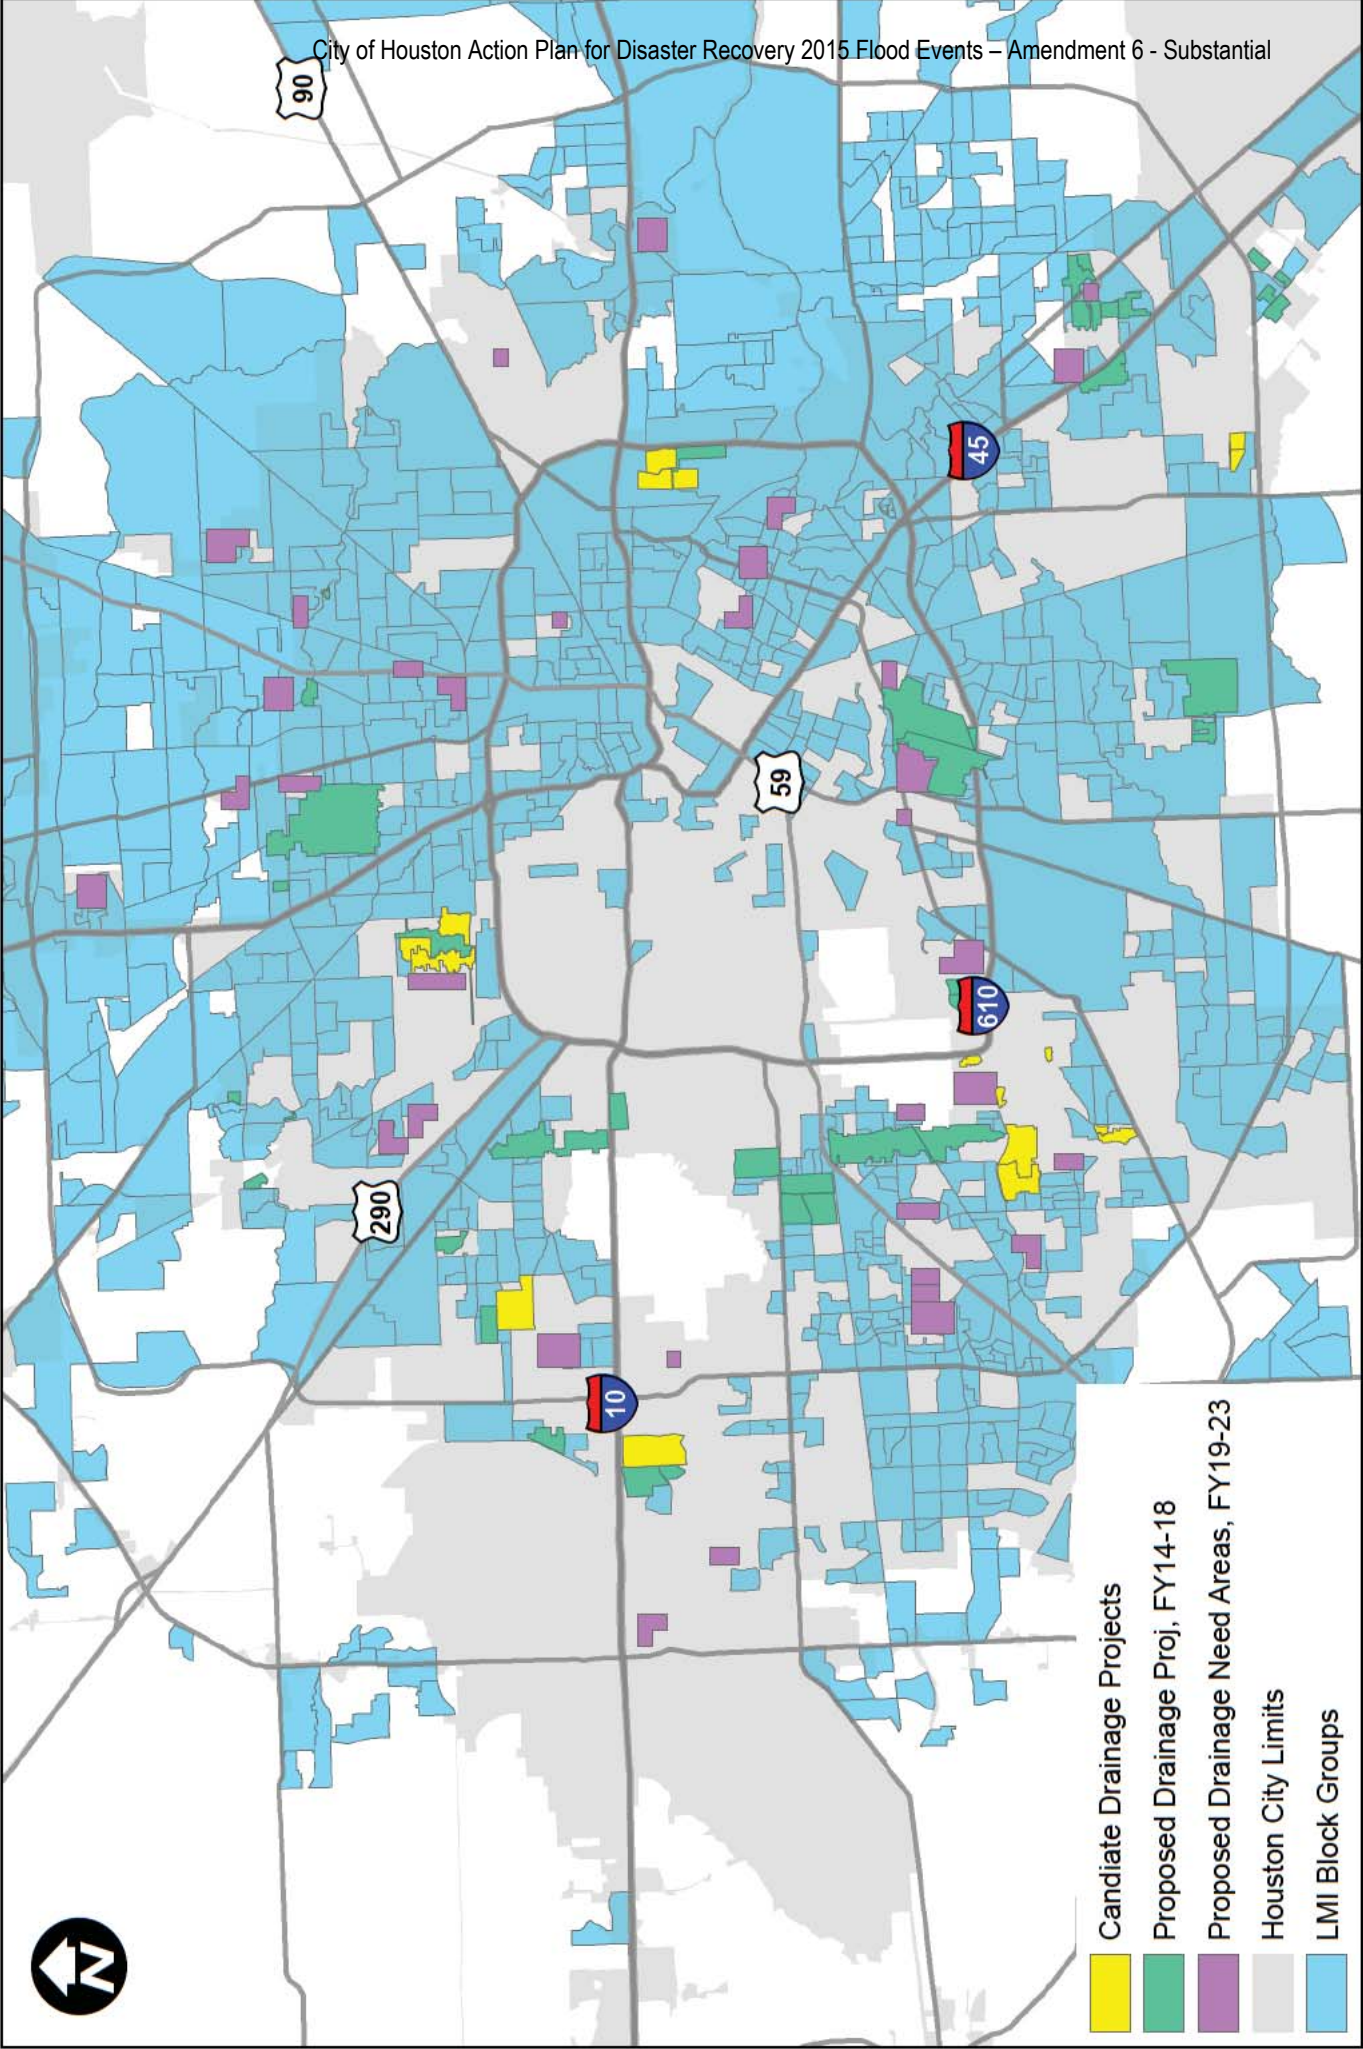 City of Houston Action Plan for Disaster Recovery 2015 Flood Events – Amendment 6 - Substantial
N
90
290
10
59
610
45
Candiate Drainage Projects
Proposed Drainage Proj, FY14-18
Proposed Drainage Need Areas, FY19-23
Houston City Limits
LMI Block Groups